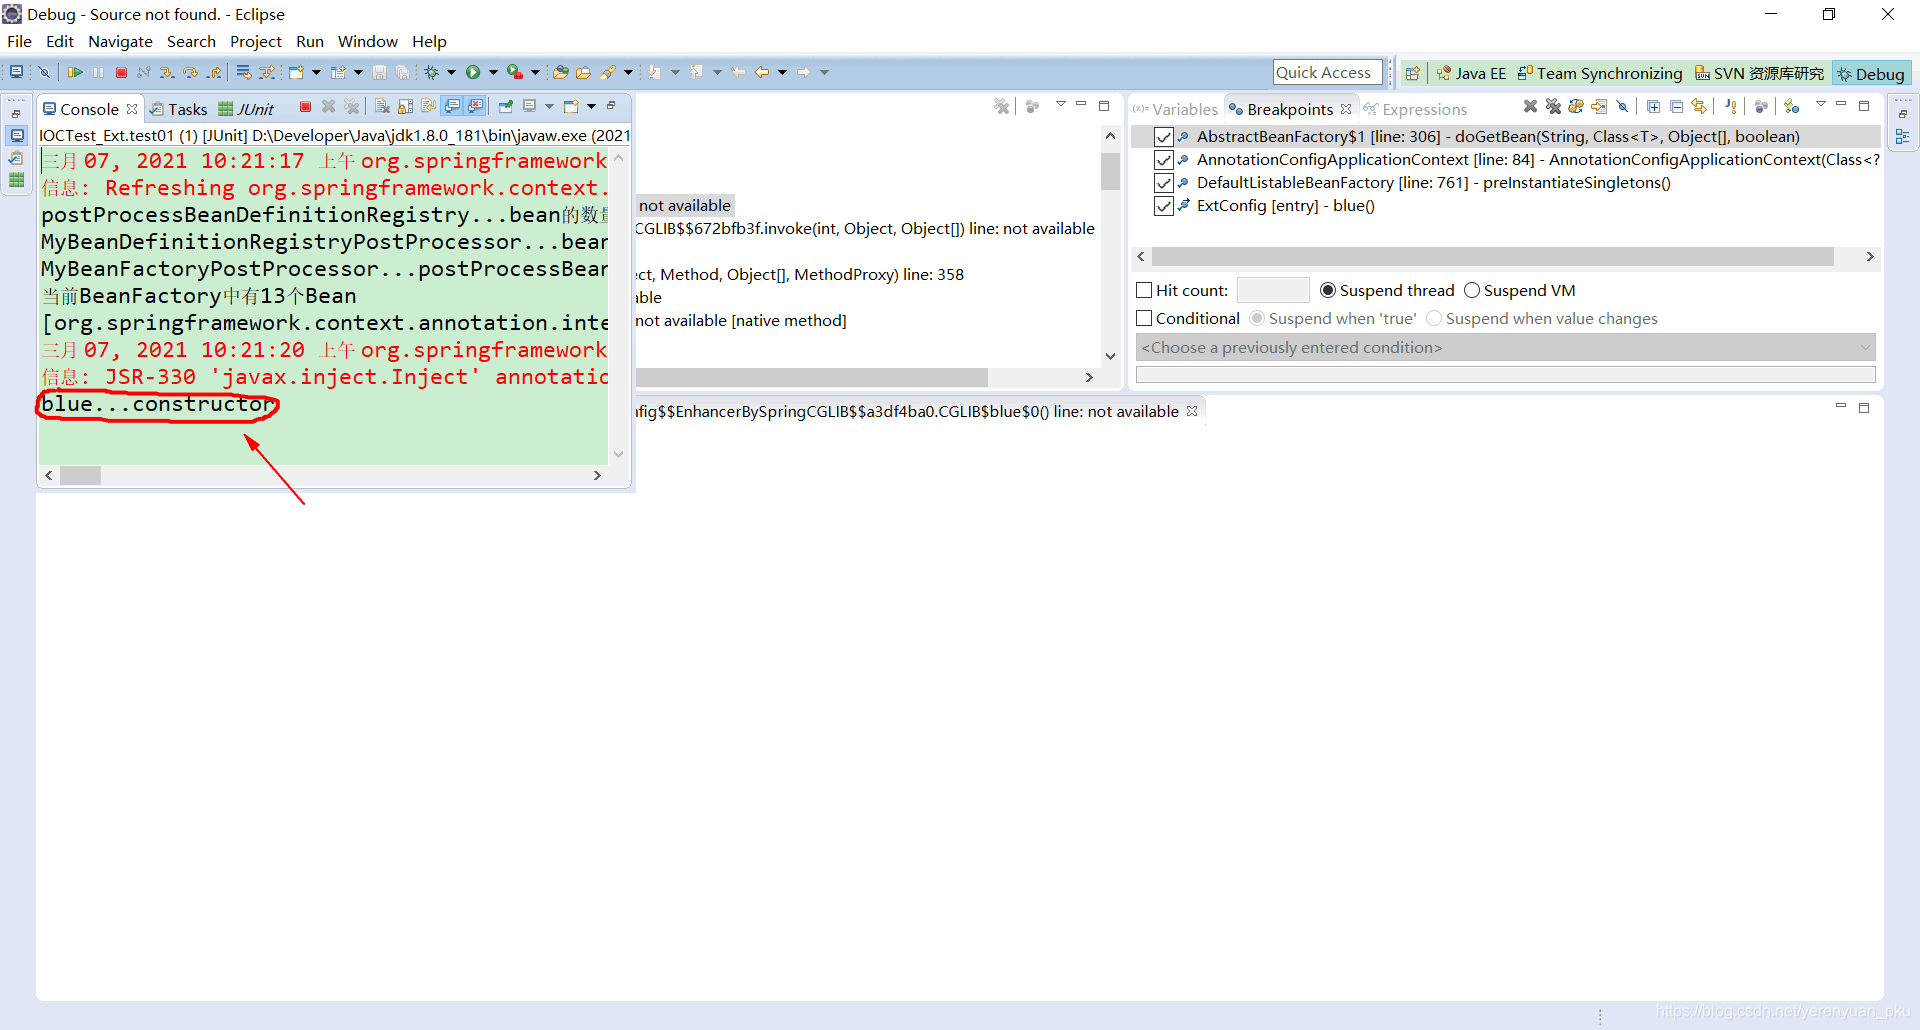 Debug - Source not found. - Eclipse
File Edit Navigate Search Project Run Window Help
Quick Access
Java EE
Team Synchronizing
SVN 资源库研究
Debug
Console
Tasks
JUnit
IOCTest_Ext.test01 (1) [JUnit] D:\Developer\Java\jdk1.8.0_181\bin\javaw.exe (2021
三月 07, 2021 10:21:17 上午 org.springframework
信息: Refreshing org.springframework.context.
postProcessBeanDefinitionRegistry...bean的数量
MyBeanDefinitionRegistryPostProcessor...bean
MyBeanFactoryPostProcessor...postProcessBean
当前BeanFactory中有13个Bean
[org.springframework.context.annotation.inte
三月 07, 2021 10:21:20 上午 org.springframework
信息: JSR-330 'javax.inject.Inject' annotatio
blue...constructor
not available
CGLIB$$672bfb3f.invoke(int, Object, Object[]) line: not available
ect, Method, Object[], MethodProxy) line: 358
able
not available [native method]
(x)= Variables
Breakpoints
Expressions
AbstractBeanFactory$1 [line: 306] - doGetBean(String, Class<T>, Object[], boolean)
AnnotationConfigApplicationContext [line: 84] - AnnotationConfigApplicationContext(Class<?
DefaultListableBeanFactory [line: 761] - preInstantiateSingletons()
ExtConfig [entry] - blue()
Hit count:
Suspend thread
Suspend VM
Conditional
Suspend when 'true'
Suspend when value changes
<Choose a previously entered condition>
nfig$$EnhancerBySpringCGLIB$$a3df4ba0.CGLIB$blue$0() line: not available
https://blog.csdn.net/yerenyuan_pku